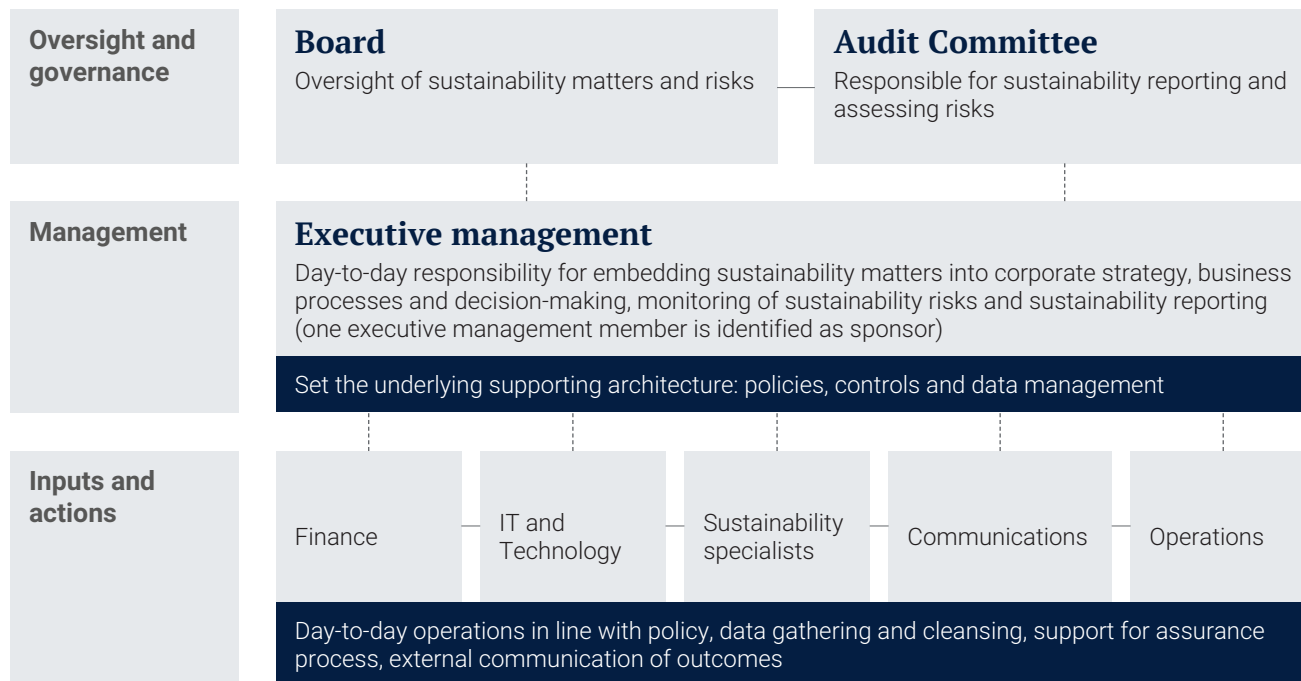 Oversight and
governance
Board
Oversight of sustainability matters and risks
Audit Committee
Responsible for sustainability reporting and
assessing risks
Management
Executive management
Day-to-day responsibility for embedding sustainability matters into corporate strategy, business
processes and decision-making, monitoring of sustainability risks and sustainability reporting
(one executive management member is identified as sponsor)
Set the underlying supporting architecture: policies, controls and data management
Inputs and
actions
Finance
IT and
Technology
Sustainability
specialists
Communications
Operations
Day-to-day operations in line with policy, data gathering and cleansing, support for assurance
process, external communication of outcomes